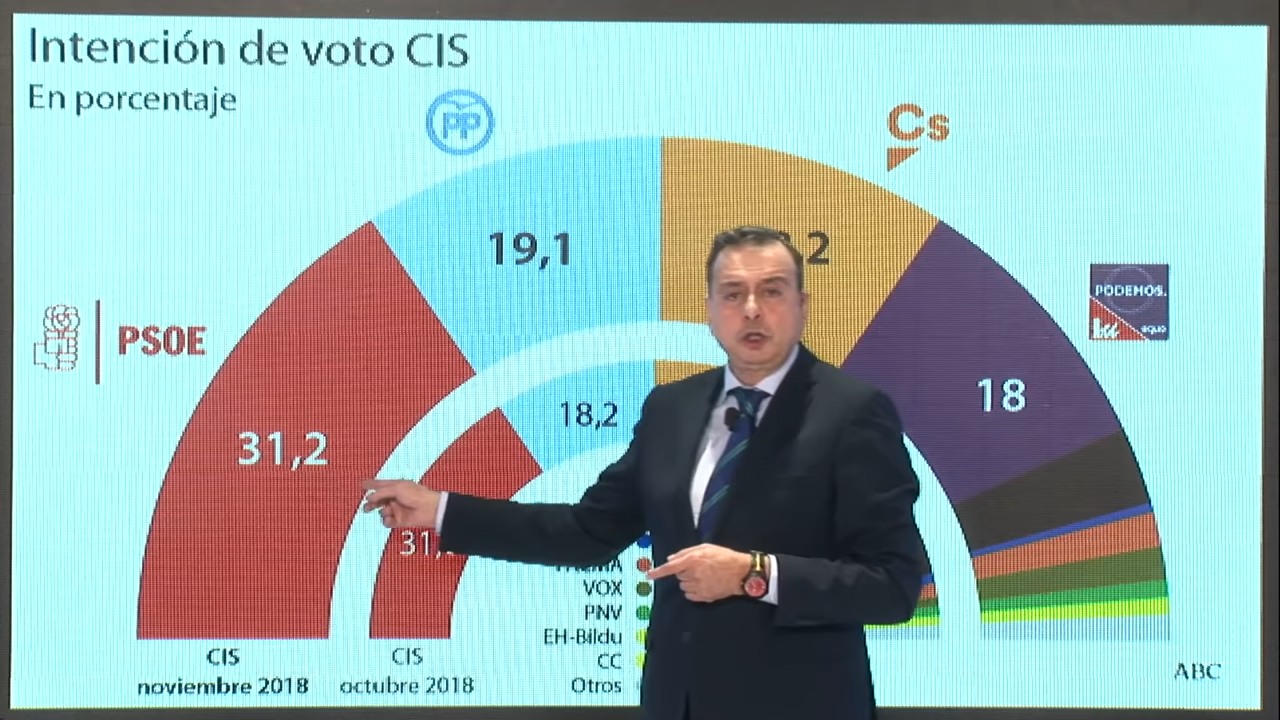 Intención de voto CIS
En porcentaje
pp
Cs
PSOE
PODEMOS.
equo
19,1
18
31,2
18,2
VOX
PNV
EH-Bildu
CC
Otros
CIS
noviembre 2018
CIS
octubre 2018
ABC